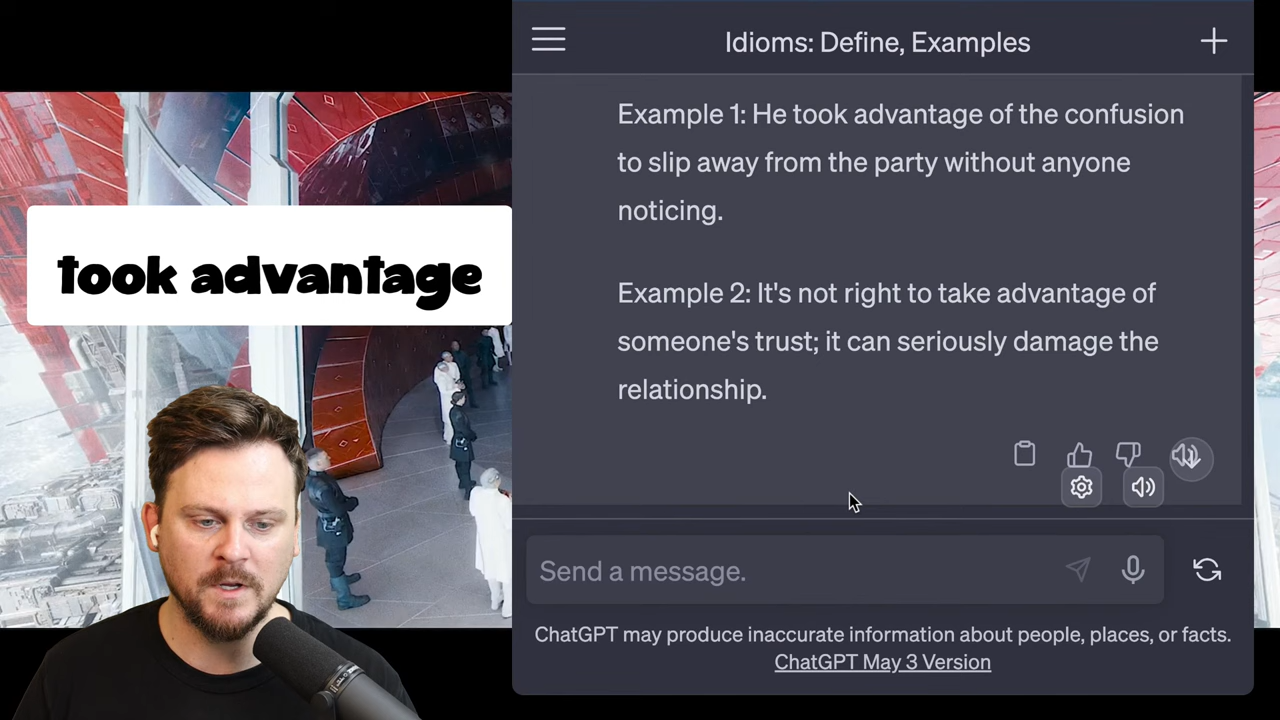 Idioms: Define, Examples
Example 1: He took advantage of the confusion
to slip away from the party without anyone
noticing.
took advantage
Example 2: It's not right to take advantage of
someone's trust; it can seriously damage the
relationship.
Send a message.
ChatGPT may produce inaccurate information about people, places, or facts.
ChatGPT May 3 Version